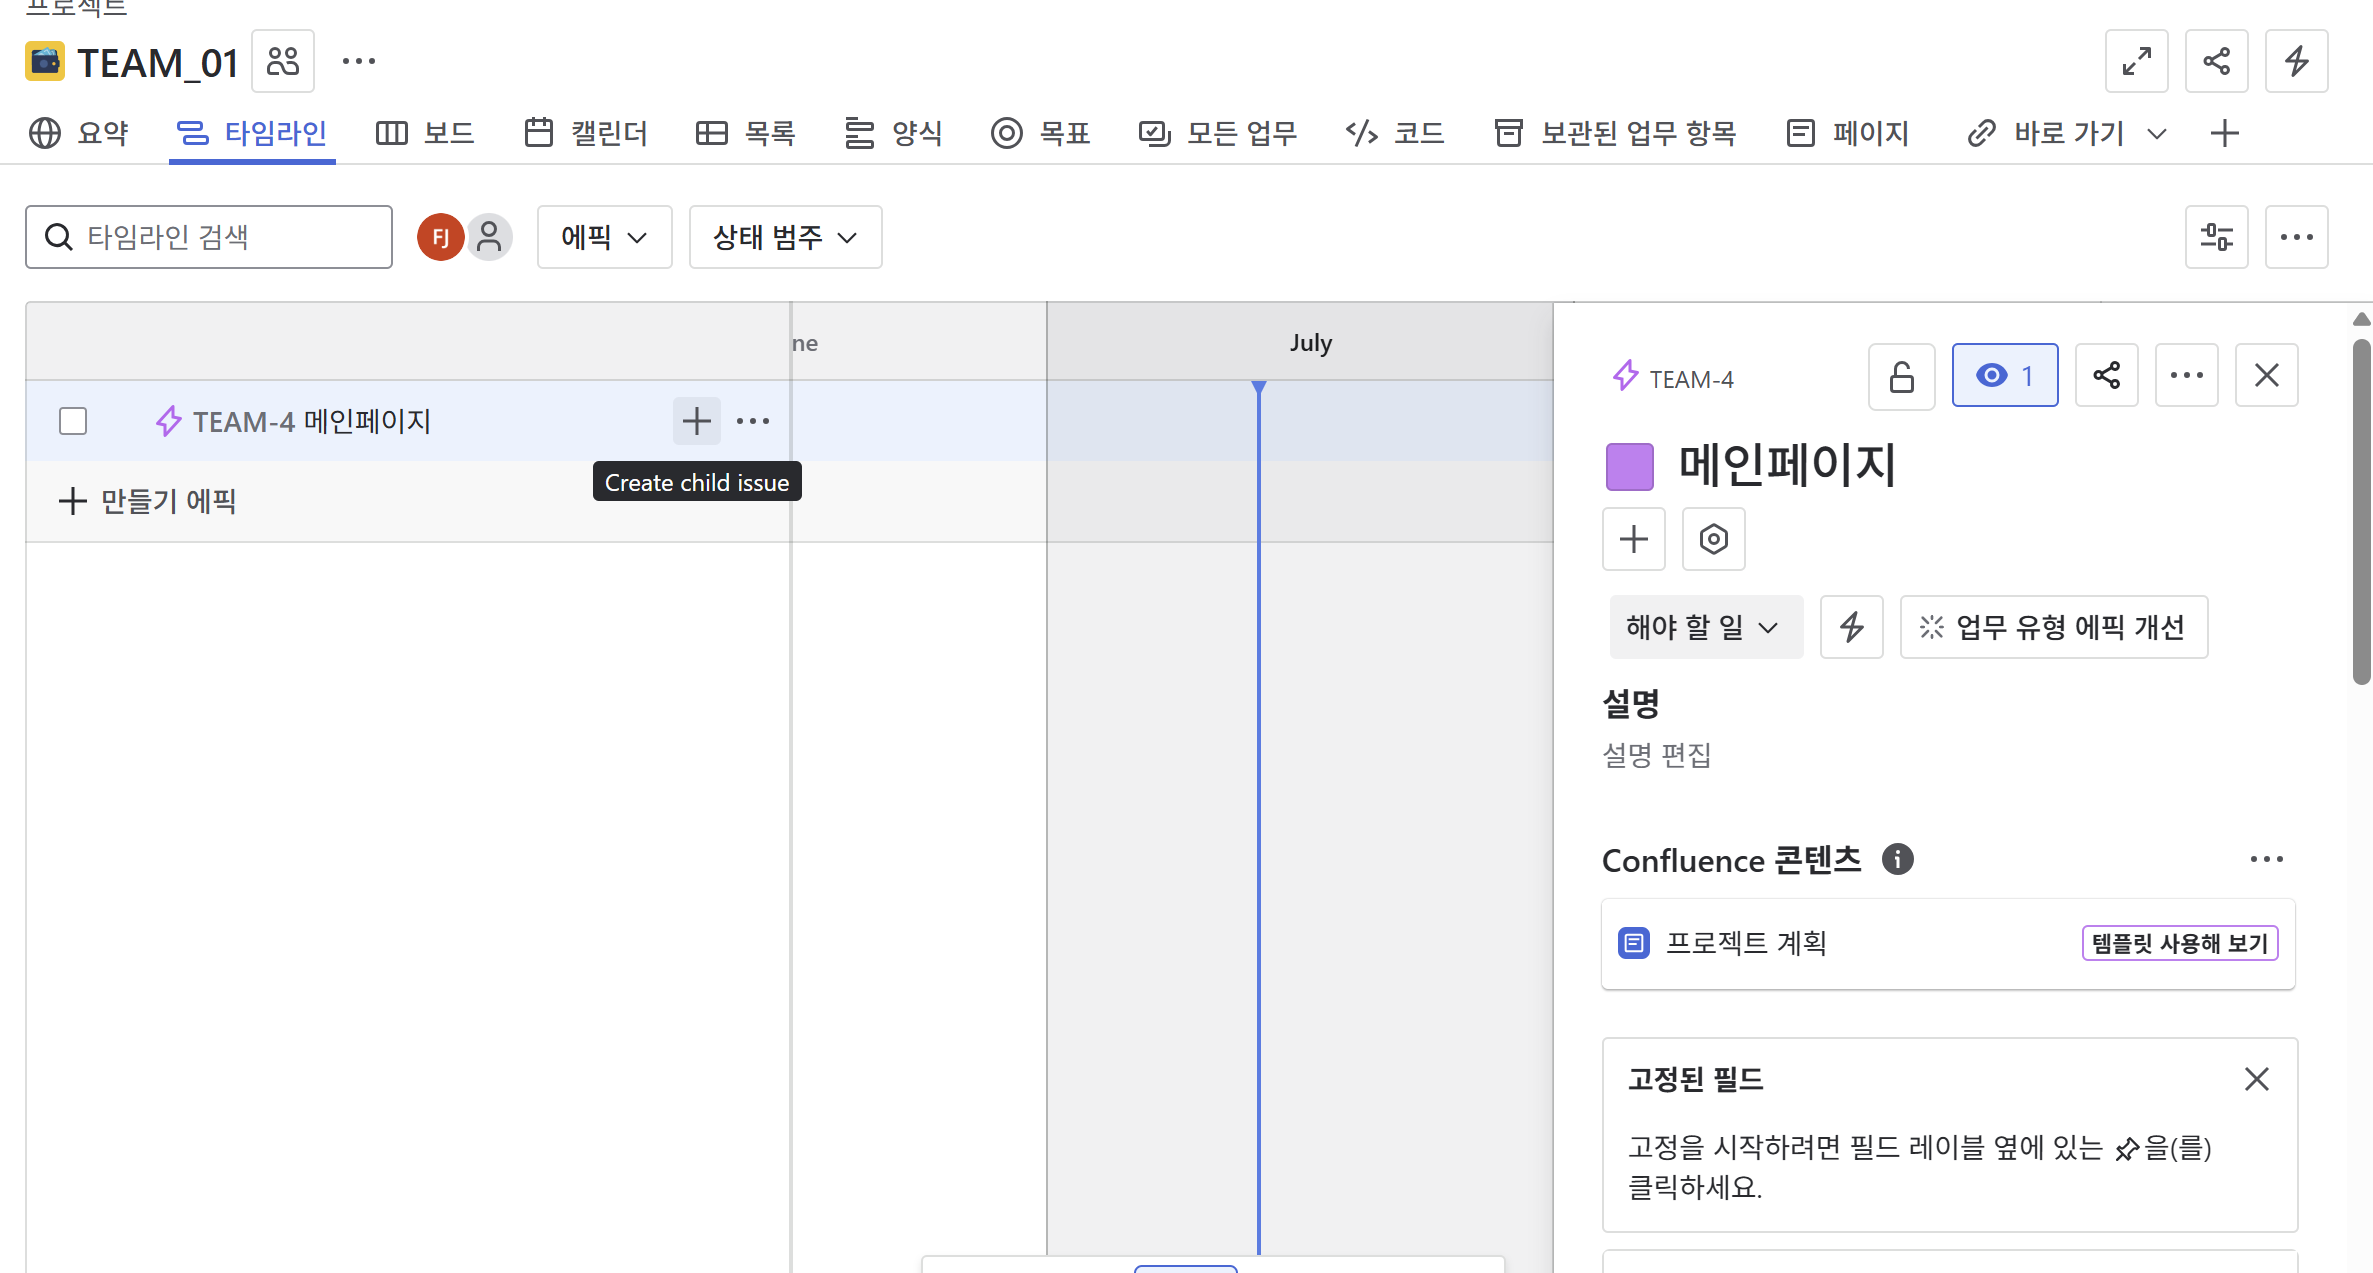 프로젝트
TEAM_01
요약 타임라인 보드 캘린더 목록 양식 목표 모든 업무 코드 보관된 업무 항목 페이지 바로 가기
타임라인 검색 FJ 에픽 상태 범주
ne July
TEAM-4 메인페이지
Create child issue
만들기 에픽
TEAM-4 1
메인페이지
해야 할 일 업무 유형 에픽 개선
설명
설명 편집
Confluence 콘텐츠
프로젝트 계획 템플릿 사용해 보기
고정된 필드
고정을 시작하려면 필드 레이블 옆에 있는 을(를)
클릭하세요.